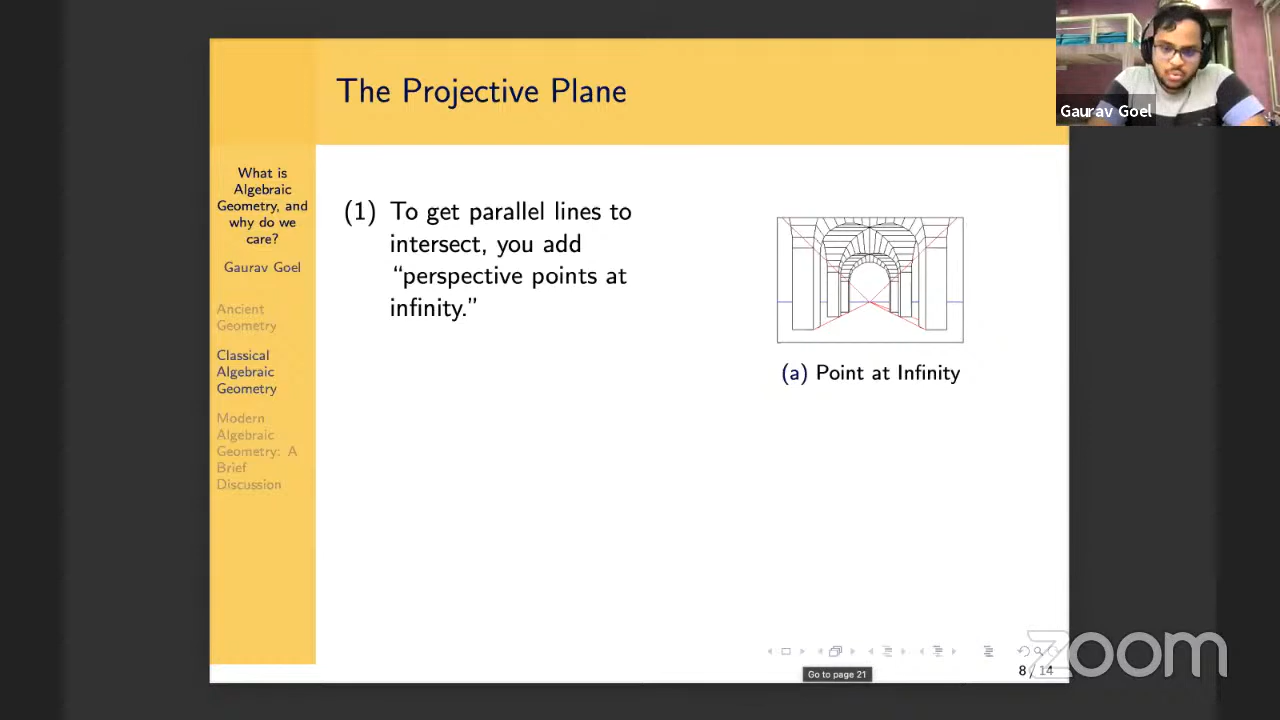 The Projective Plane
Gaurav Goel
What is
Algebraic
Geometry, and
why do we
care?
Gaurav Goel
Ancient
Geometry
Classical
Algebraic
Geometry
Modern
Algebraic
Geometry: A
Brief
Discussion
(1) To get parallel lines to
intersect, you add
“perspective points at
infinity.”
(a) Point at Infinity
8 / 14
Go to page 21
zoom